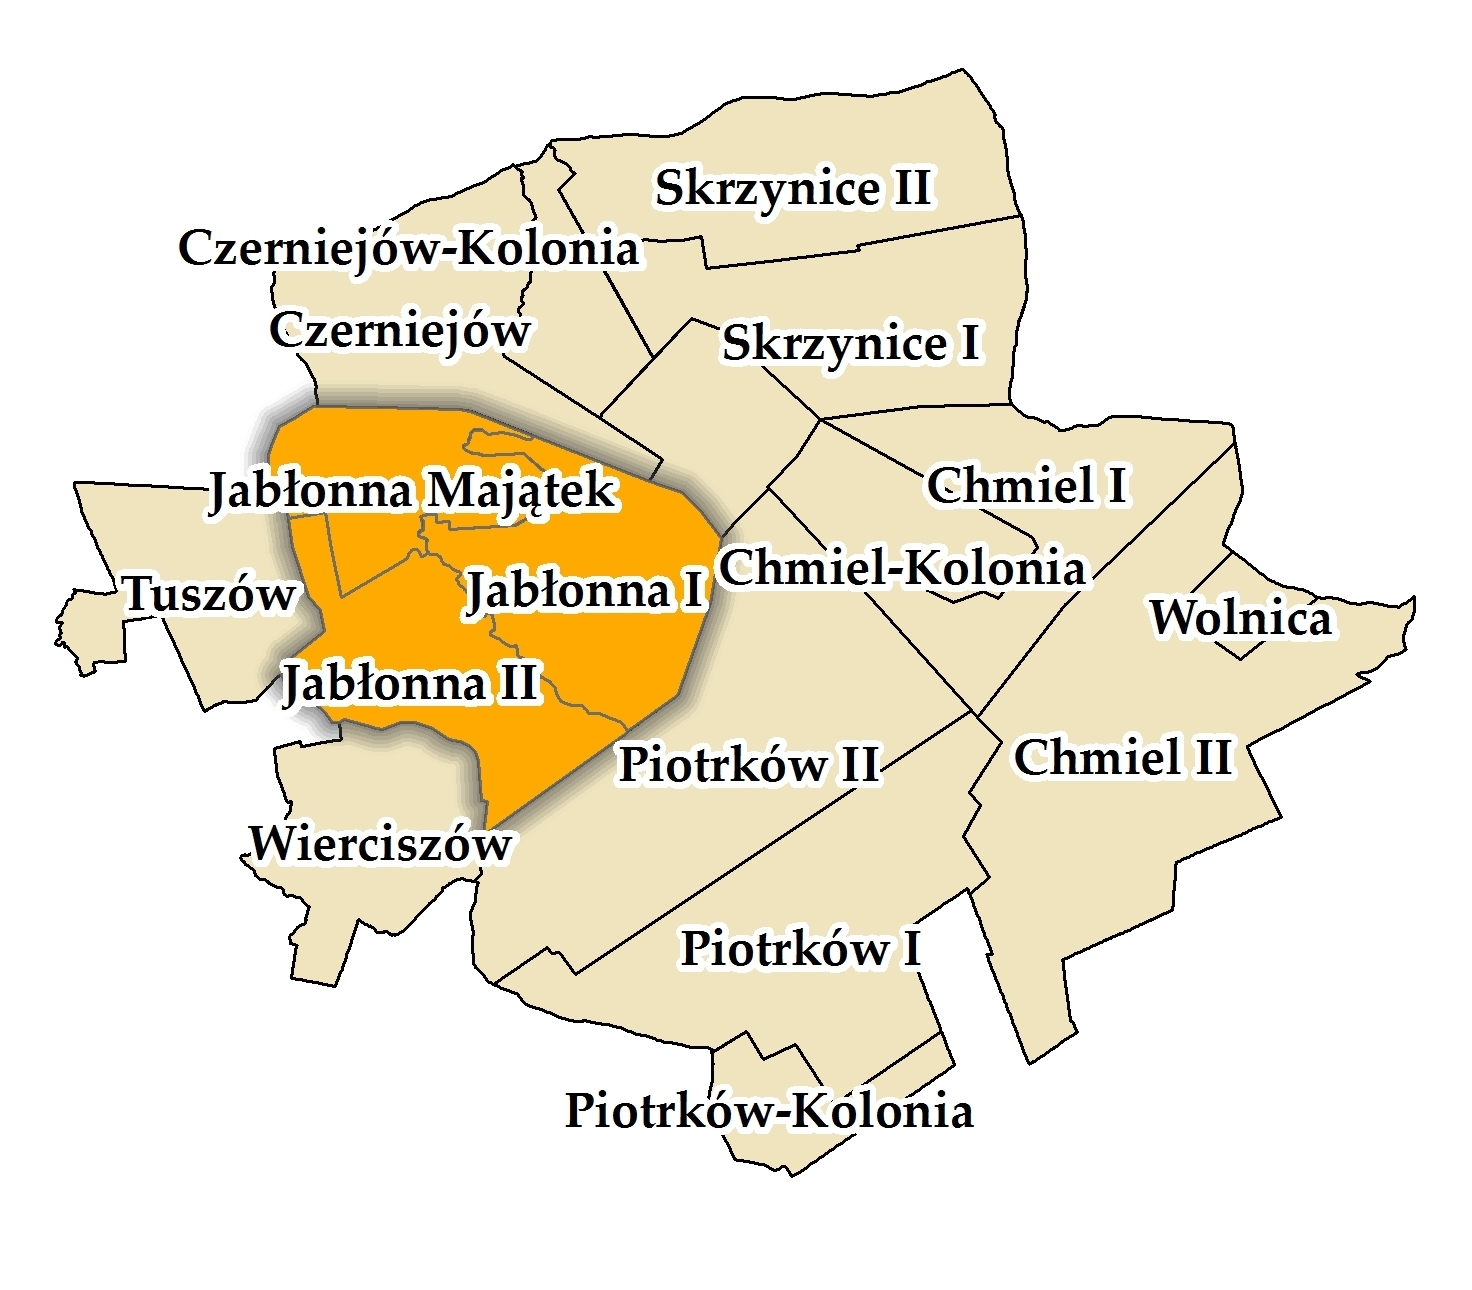 Skrzynice II
Czerniejów-Kolonia
Czerniejów
Skrzynice I
Jabłonna Majątek
Chmiel I
Chmiel-Kolonia
Tuszów
Jabłonna I
Wolnica
Jabłonna II
Piotrków II
Chmiel II
Wierciszów
Piotrków I
Piotrków-Kolonia